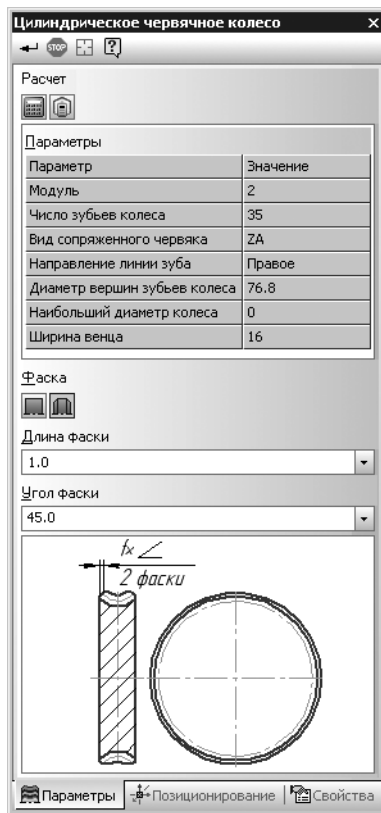 Цилиндрическое червячное колесо
STOP
Расчет
Параметры
Параметр Значение
Модуль 2
Число зубьев колеса 35
Вид сопряженного червяка ZA
Направление линии зуба Правое
Диаметр вершин зубьев колеса 76.8
Наибольший диаметр колеса 0
Ширина венца 16
Фаска
Длина фаски
1.0
Угол фаски
45.0
fx∠
2 фаски
Параметры Позиционирование Свойства